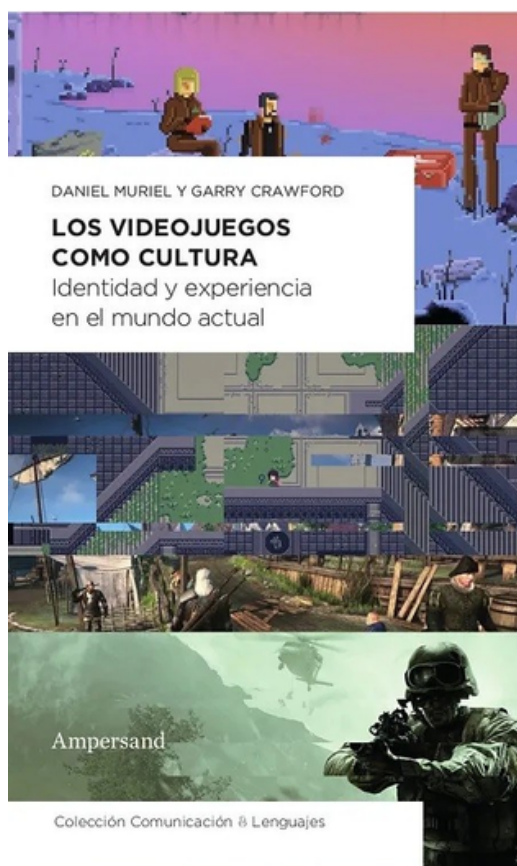 DANIEL MURIEL Y GARRY CRAWFORD
LOS VIDEOJUEGOS
COMO CULTURA
Identidad y experiencia
en el mundo actual
Ampersand
Colección Comunicación & Lenguajes